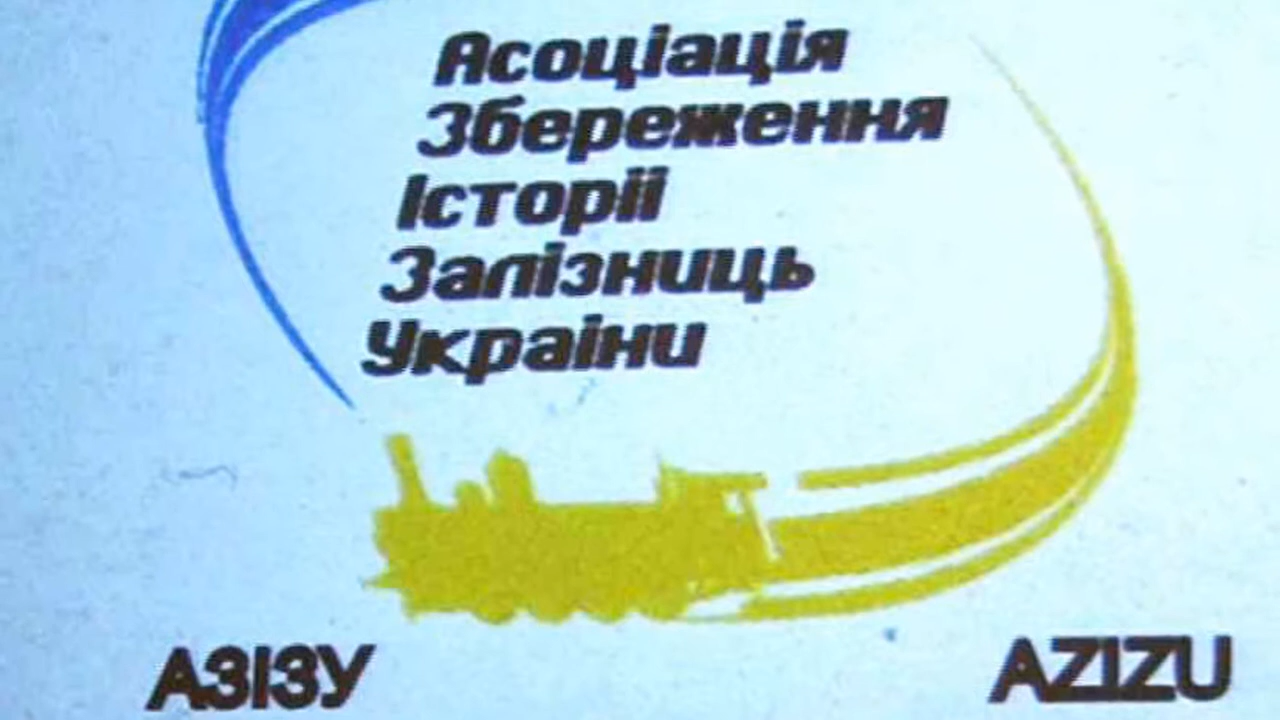 Асоціація
Збереження
Історії
Залізниць
України
АЗІЗУ AZIZU